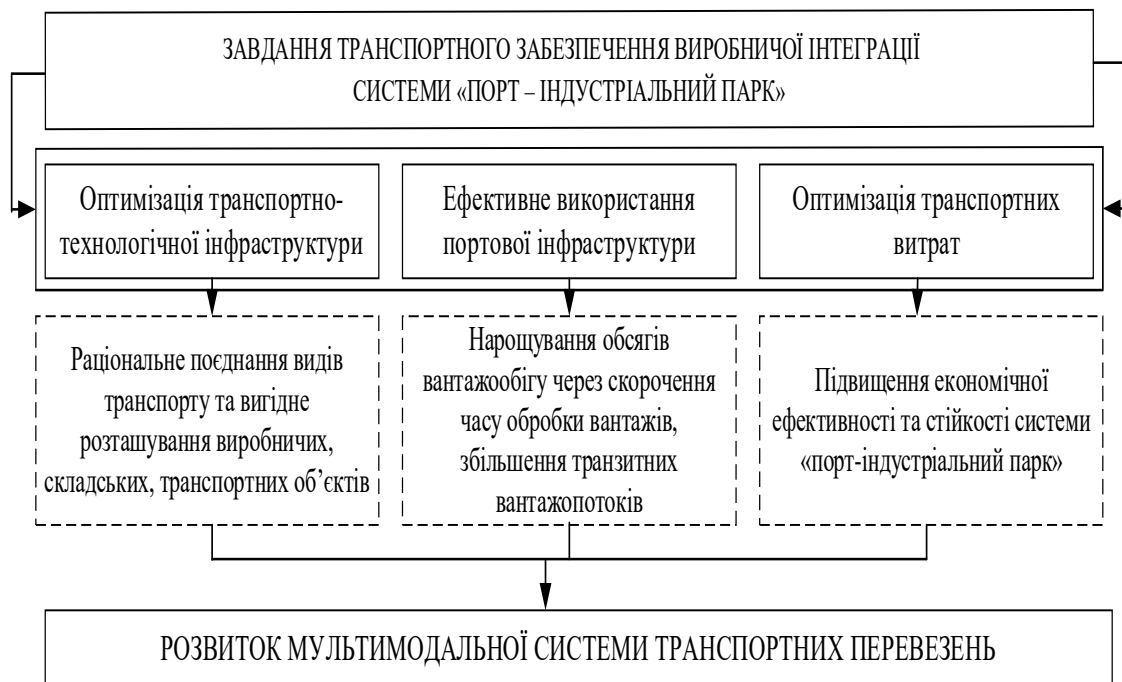 ЗАВДАННЯ ТРАНСПОРТНОГО ЗАБЕЗПЕЧЕННЯ ВИРОБНИЧОЇ ІНТЕГРАЦІЇ
СИСТЕМИ «ПОРТ – ІНДУСТРІАЛЬНИЙ ПАРК»
Оптимізація транспортно-
технологічної інфраструктури
Ефективне використання
портової інфраструктури
Оптимізація транспортних
витрат
Раціональне поєднання видів
транспорту та вигідне
розташування виробничих,
складських, транспортних об’єктів
Нарощування обсягів
вантажообігу через скорочення
часу обробки вантажів,
збільшення транзитних
вантажопотоків
Підвищення економічної
ефективності та стійкості системи
«порт-індустріальний парк»
РОЗВИТОК МУЛЬТИМОДАЛЬНОЇ СИСТЕМИ ТРАНСПОРТНИХ ПЕРЕВЕЗЕНЬ